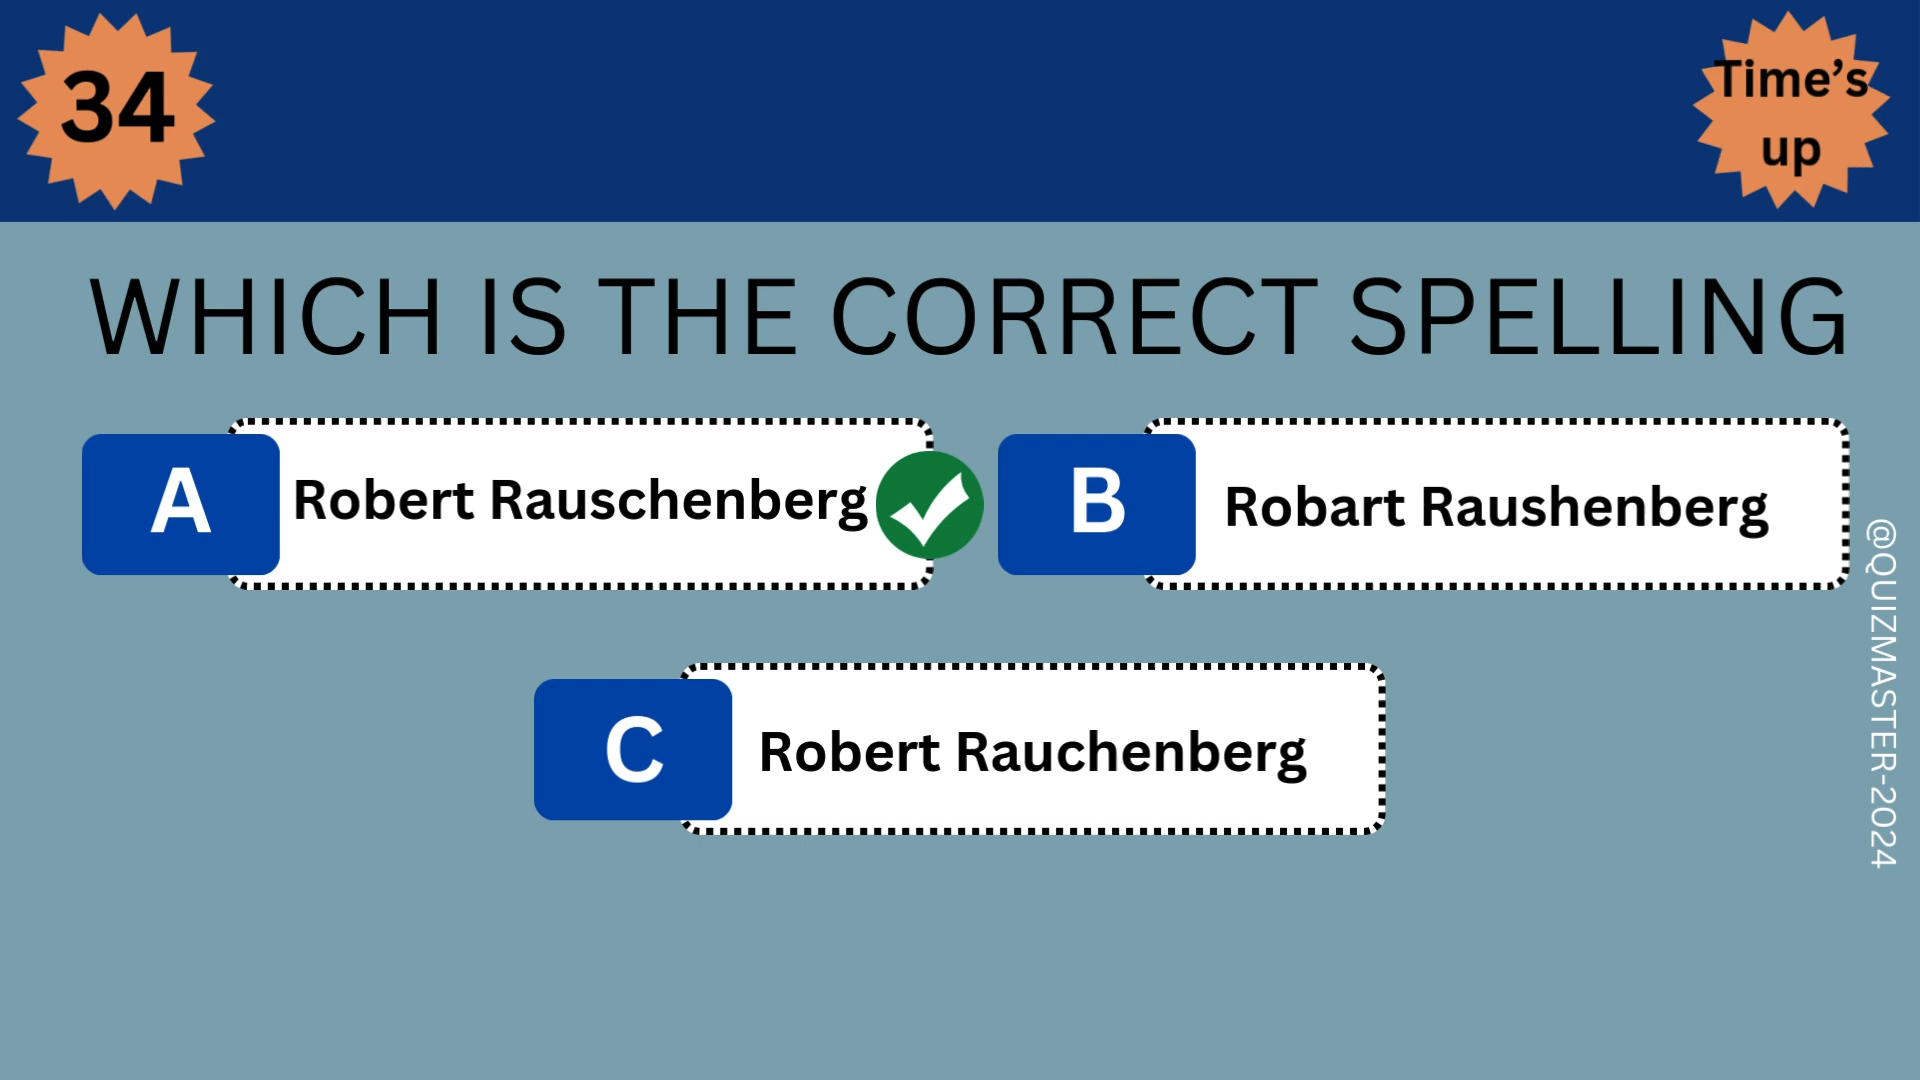 34
Time’s
up
WHICH IS THE CORRECT SPELLING
A
Robert Rauschenberg
B
Robart Raushenberg
C
Robert Rauchenberg
@QUIZMASTER-2024